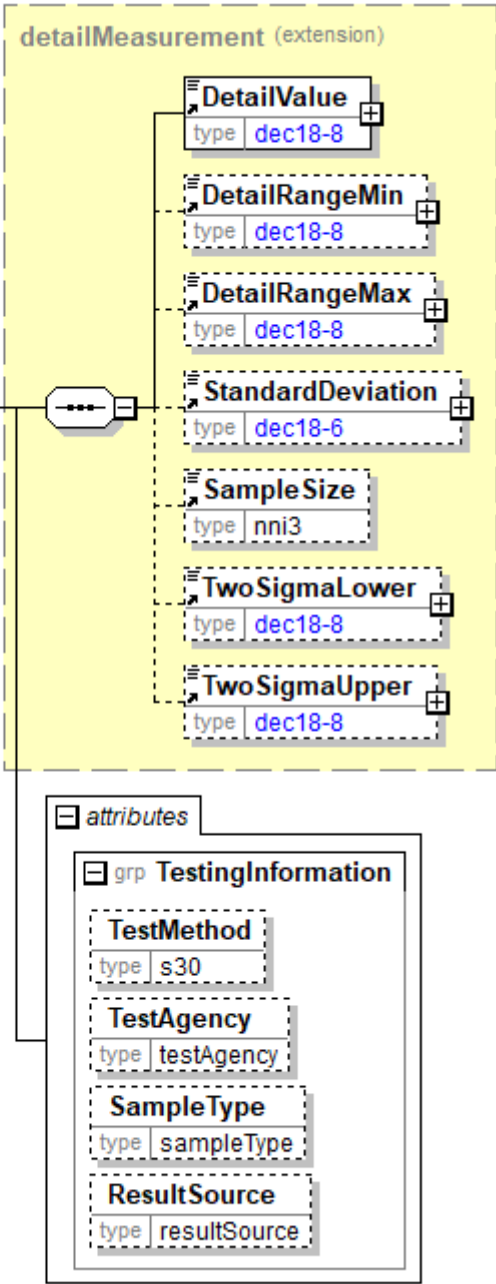 detailMeasurement (extension)
DetailValue
type dec18-8
DetailRangeMin
type dec18-8
DetailRangeMax
type dec18-8
StandardDeviation
type dec18-6
SampleSize
type nni3
TwoSigmaLower
type dec18-8
TwoSigmaUpper
type dec18-8
attributes
grp TestingInformation
TestMethod
type s30
TestAgency
type testAgency
SampleType
type sampleType
ResultSource
type resultSource